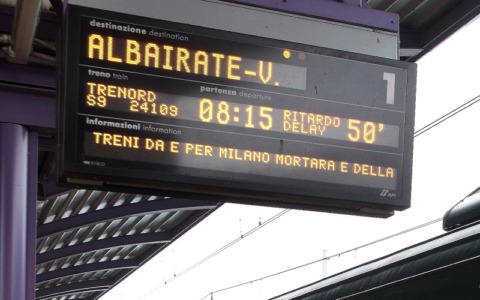 destinazione destination
ALBAIRATE-V.
1
treno train
partenza departure
TRENORD
S9 24109
08:15
RITARDO
DELAY
50'
informazioni information
TRENI DA E PER MILANO MORTARA E DELLA